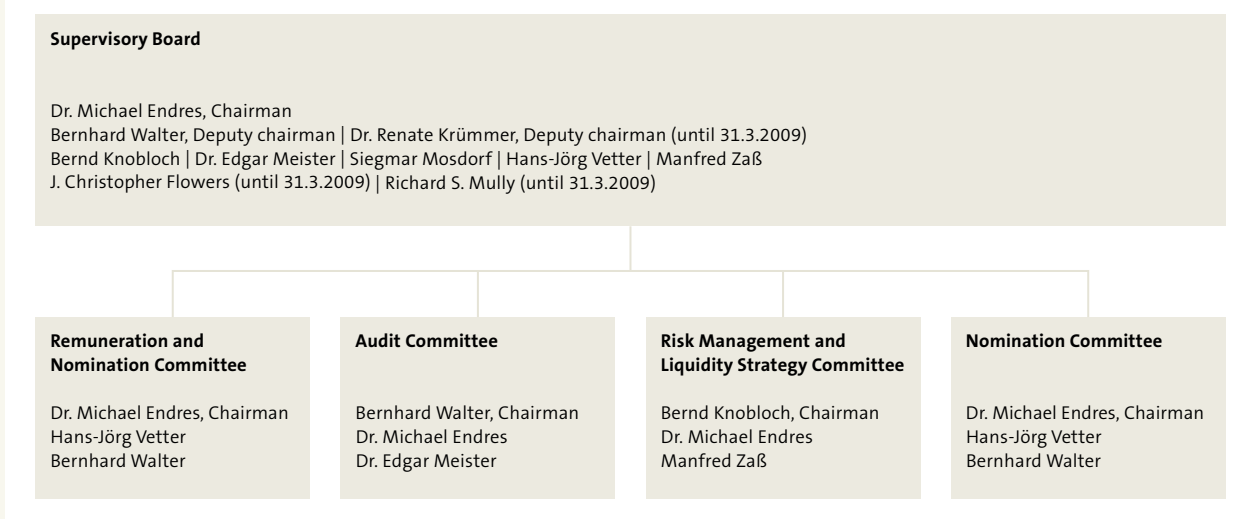 Supervisory Board
Dr. Michael Endres, Chairman
Bernhard Walter, Deputy chairman | Dr. Renate Krümmer, Deputy chairman (until 31.3.2009)
Bernd Knobloch | Dr. Edgar Meister | Siegmar Mosdorf | Hans-Jörg Vetter | Manfred Zaß
J. Christopher Flowers (until 31.3.2009) | Richard S. Mully (until 31.3.2009)
Remuneration and
Nomination Committee
Dr. Michael Endres, Chairman
Hans-Jörg Vetter
Bernhard Walter
Audit Committee
Bernhard Walter, Chairman
Dr. Michael Endres
Dr. Edgar Meister
Risk Management and
Liquidity Strategy Committee
Bernd Knobloch, Chairman
Dr. Michael Endres
Manfred Zaß
Nomination Committee
Dr. Michael Endres, Chairman
Hans-Jörg Vetter
Bernhard Walter